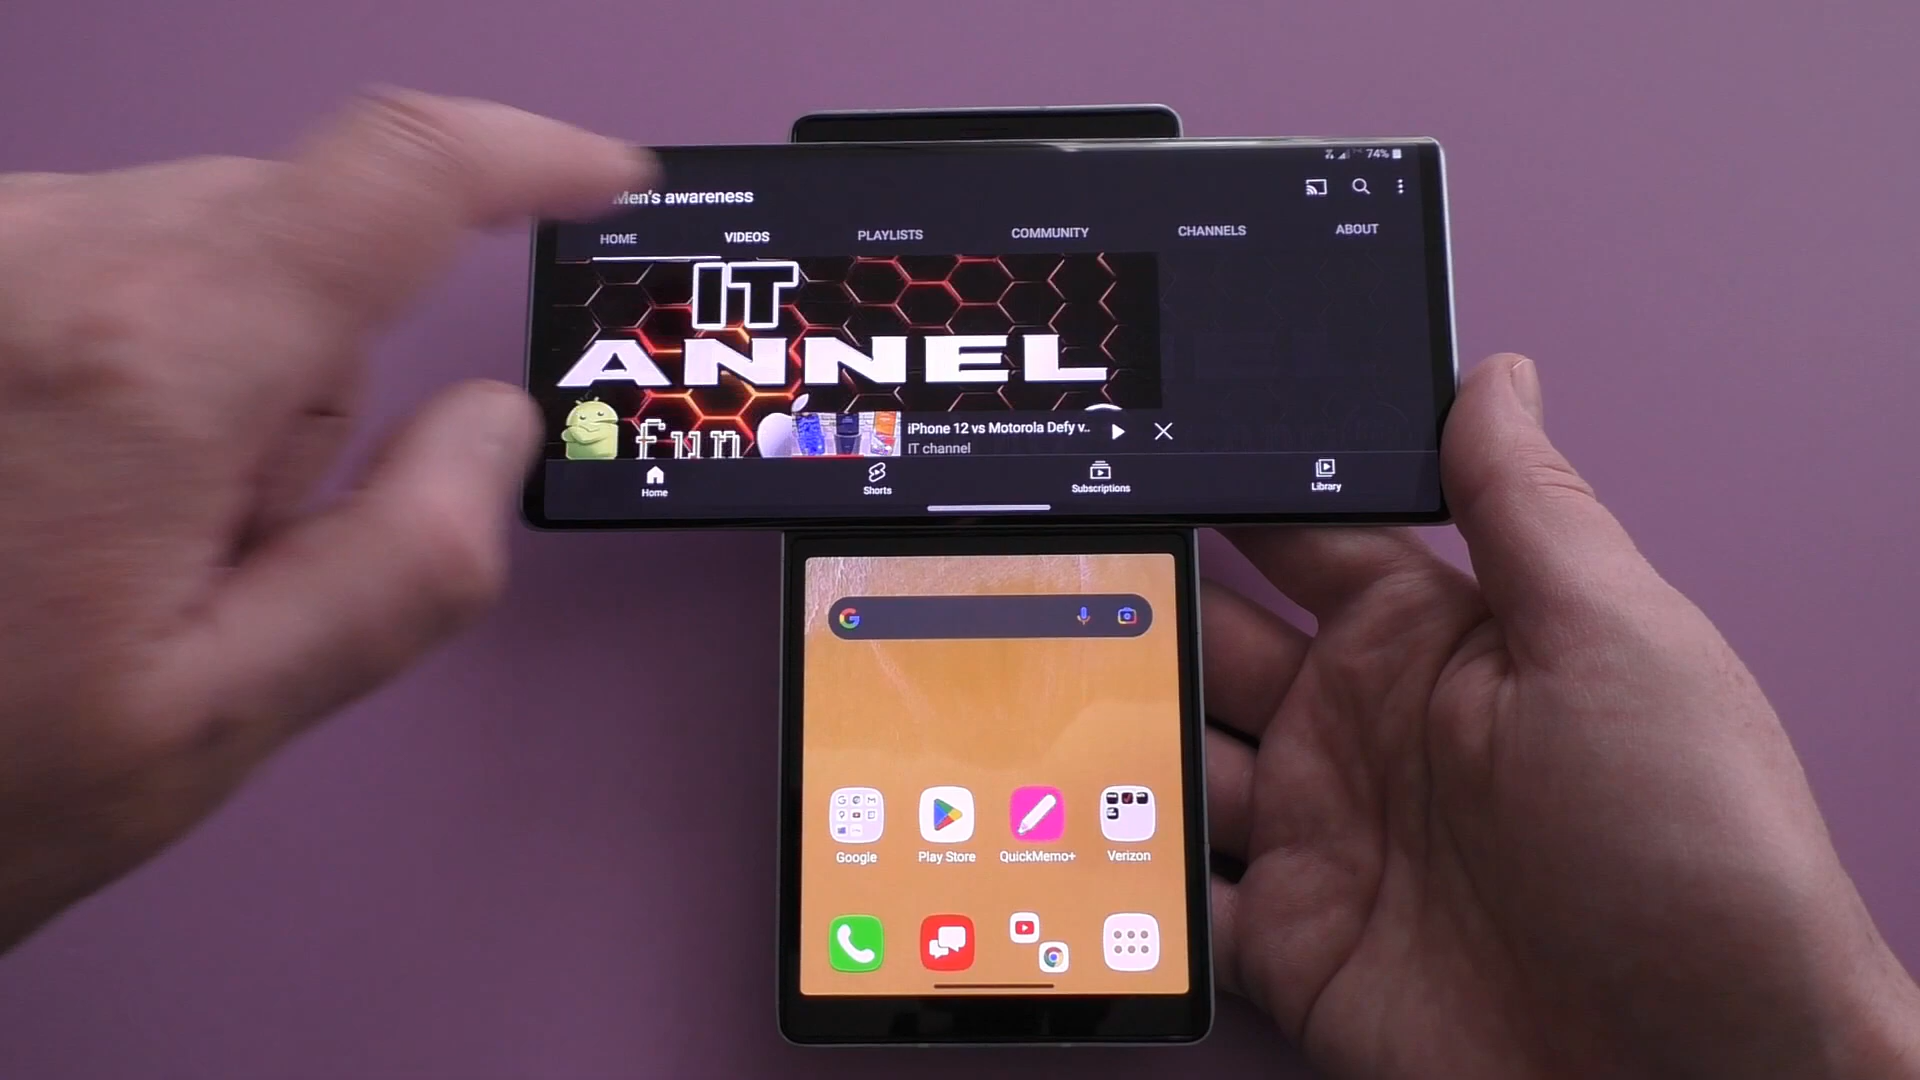 74%
Men's awareness
HOME VIDEOS PLAYLISTS COMMUNITY CHANNELS ABOUT
IT
ANNEL
fun
iPhone 12 vs Motorola Defy v..
IT channel
Home Shorts Subscriptions Library
Google Play Store QuickMemo+ Verizon